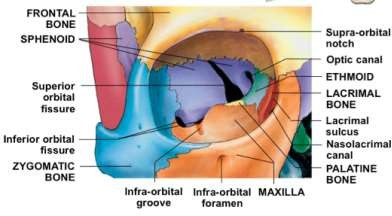 FRONTAL
BONE
SPHENOID
Superior
orbital
fissure
Inferior orbital
fissure
ZYGOMATIC
BONE
Infra-orbital
groove
Infra-orbital
foramen
MAXILLA
Supra-orbital
notch
Optic canal
ETHMOID
LACRIMAL
BONE
Lacrimal
sulcus
Nasolacrimal
canal
PALATINE
BONE